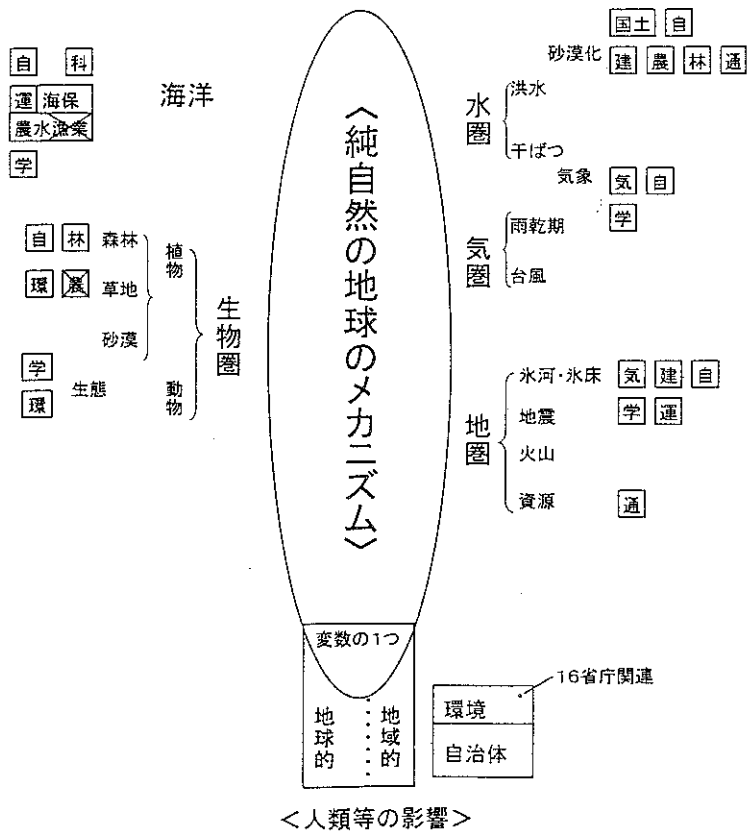 自 科
運 海保
農水漁業
学
海洋
自 林 森林
環 農 草地
砂漠
植物
学
環
生態
動物
生物圏
〈純自然の地球のメカニズム〉
国土 自
砂漠化 建 農 林 通
水圏
洪水
干ばつ
気象 気 自
学
気圏
雨乾期
台風
地圏
氷河・氷床 気 建 自
地震 学 運
火山
資源 通
変数の1つ
地球的
地域的
16省庁関連
環境
自治体
＜人類等の影響＞